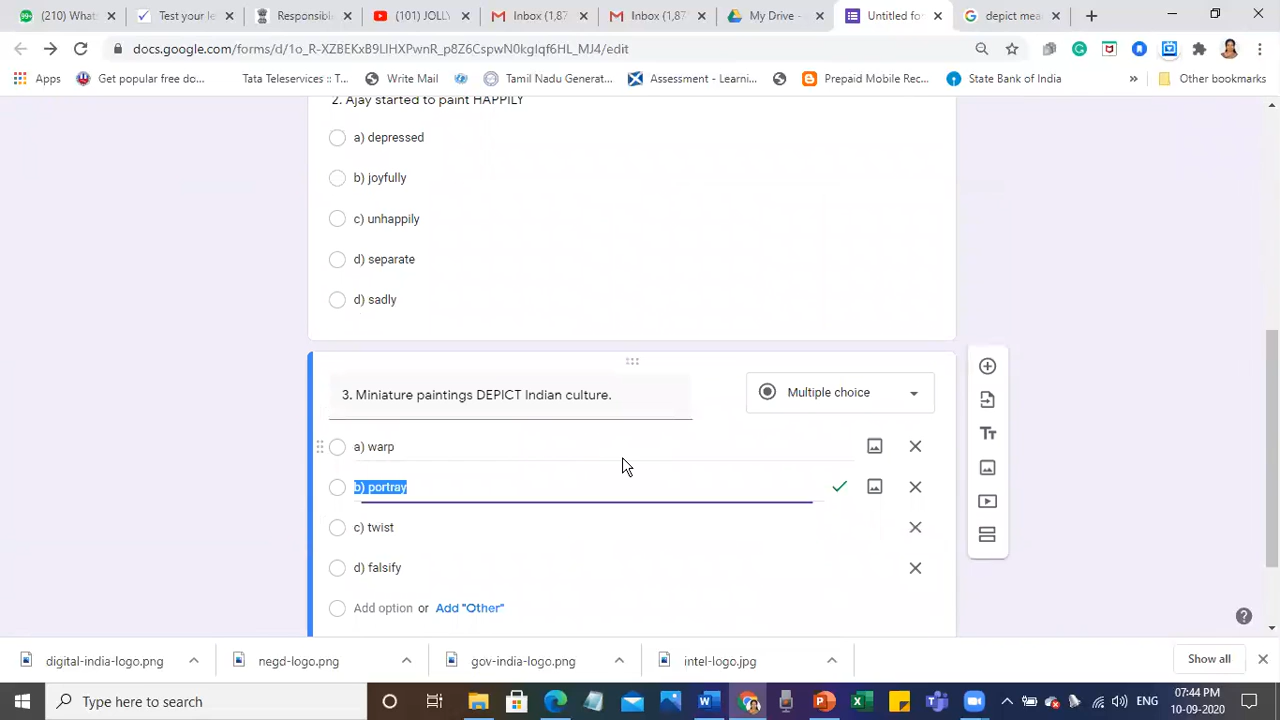 (210) Whats
Test your le
Responsibl
(101) JOLLY
Inbox (1,87
Inbox (1,87
My Drive -
Untitled fo
depict mea
docs.google.com/forms/d/1o_R-XZBEKxB9LlHXPwnR_p8Z6CspwN0kgIqf6HL_MJ4/edit
Apps
Get popular free do...
Tata Teleservices :: T...
Write Mail
Tamil Nadu Generat...
Assessment - Learni...
Prepaid Mobile Rec...
State Bank of India
Other bookmarks
2. Ajay started to paint HAPPILY
a) depressed
b) joyfully
c) unhappily
d) separate
d) sadly
3. Miniature paintings DEPICT Indian culture.
Multiple choice
a) warp
b) portray
c) twist
d) falsify
Add option or Add "Other"
digital-india-logo.png
negd-logo.png
gov-india-logo.png
intel-logo.jpg
Show all
Type here to search
ENG
07:44 PM
10-09-2020